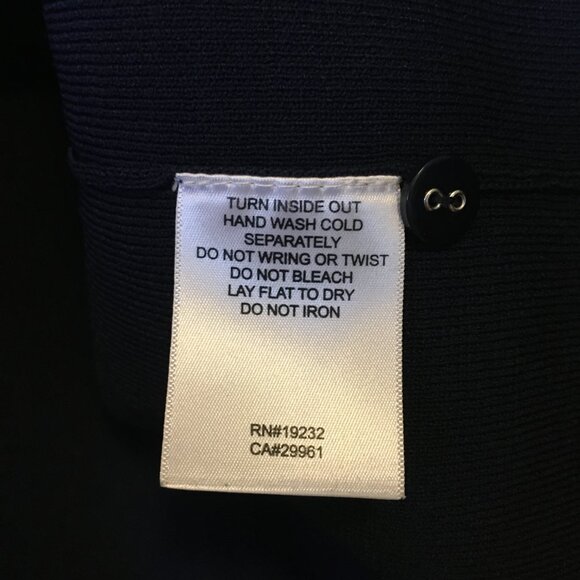 TURN INSIDE OUT
HAND WASH COLD
SEPARATELY
DO NOT WRING OR TWIST
DO NOT BLEACH
LAY FLAT TO DRY
DO NOT IRON
RN#19232
CA#29961